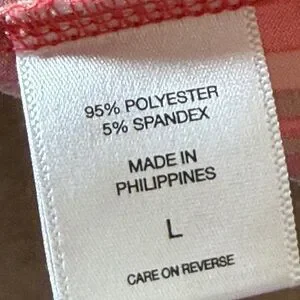 95% POLYESTER
5% SPANDEX
MADE IN
PHILIPPINES
L
CARE ON REVERSE